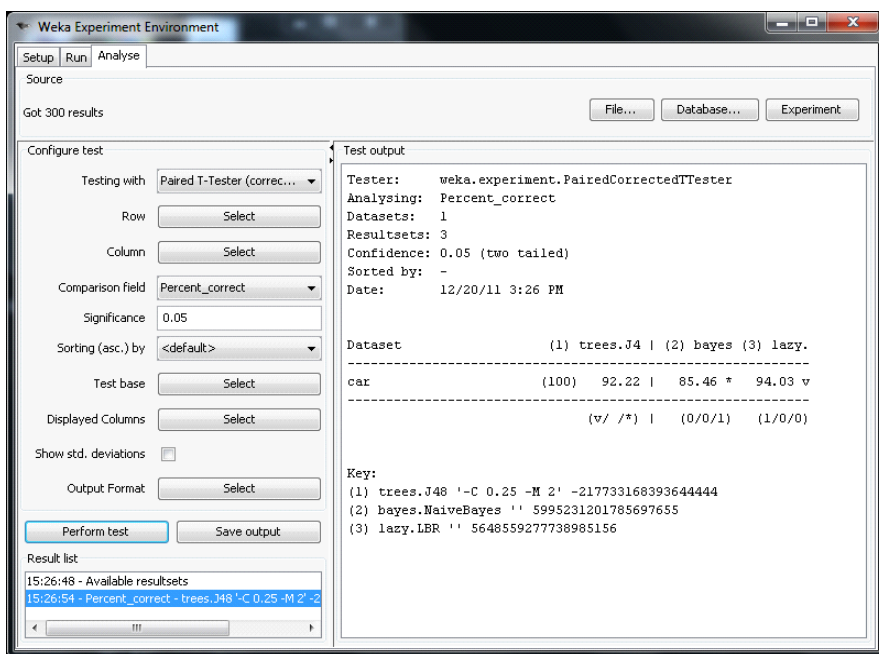 Weka Experiment Environment
Setup Run Analyse
Source
Got 300 results
File... Database... Experiment
Configure test
Testing with Paired T-Tester (correc...
Row Select
Column Select
Comparison field Percent_correct
Significance 0.05
Sorting (asc.) by <default>
Test base Select
Displayed Columns Select
Show std. deviations
Output Format Select
Perform test Save output
Result list
15:26:48 - Available resultsets
15:26:54 - Percent_correct - trees.J48 '-C 0.25 -M 2' -2
Test output
Tester: weka.experiment.PairedCorrectedTTester
Analysing: Percent_correct
Datasets: 1
Resultsets: 3
Confidence: 0.05 (two tailed)
Sorted by: -
Date: 12/20/11 3:26 PM
Dataset (1) trees.J4 | (2) bayes (3) lazy.
----------------------------------------------------------
car (100) 92.22 | 85.46 * 94.03 v
----------------------------------------------------------
(v/ /*) | (0/0/1) (1/0/0)
Key:
(1) trees.J48 '-C 0.25 -M 2' -217733168393644444
(2) bayes.NaiveBayes '' 5995231201785697655
(3) lazy.LBR '' 5648559277738985156